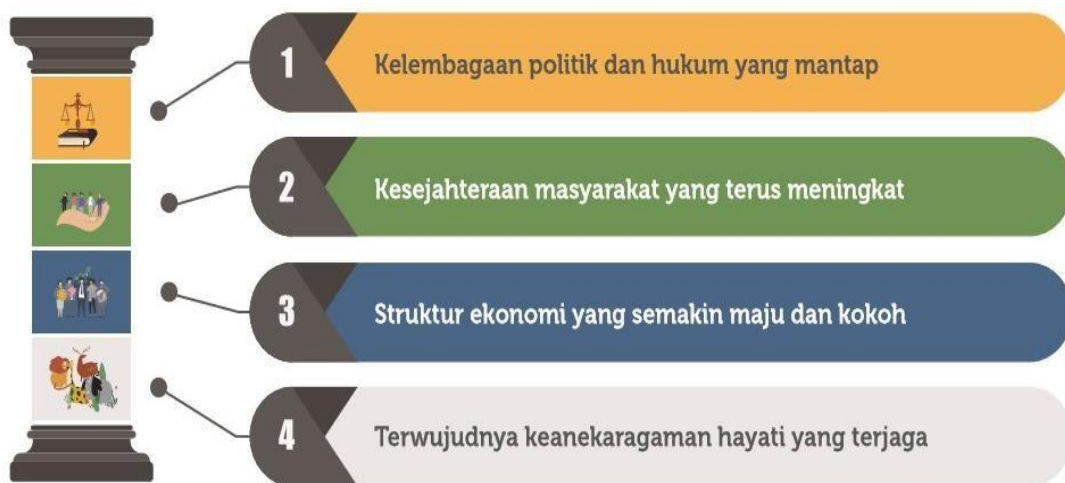 1
Kelembagaan politik dan hukum yang mantap
2
Kesejahteraan masyarakat yang terus meningkat
3
Struktur ekonomi yang semakin maju dan kokoh
4
Terwujudnya keanekaragaman hayati yang terjaga